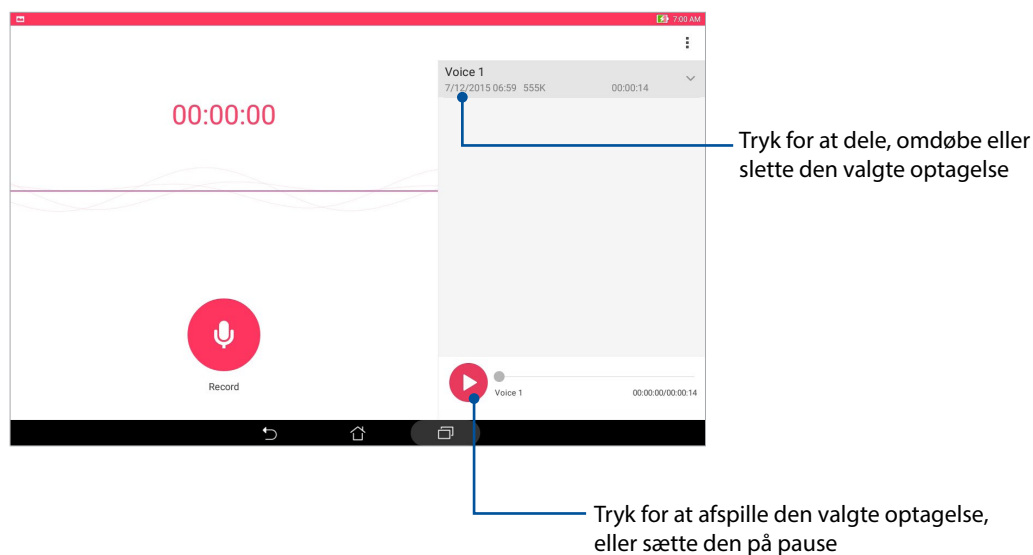 7:00 AM
Voice 1
7/12/2015 06:59 555K 00:00:14
00:00:00
Tryk for at dele, omdøbe eller
slette den valgte optagelse
Record
Voice 1 00:00:00/00:00:14
Tryk for at afspille den valgte optagelse,
eller sætte den på pause